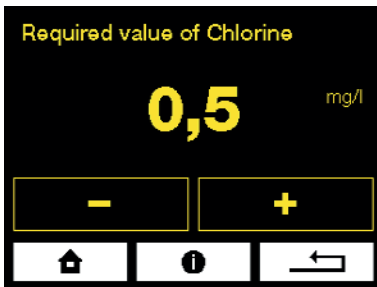 Required value of Chlorine
0,5 mg/l
- +
i